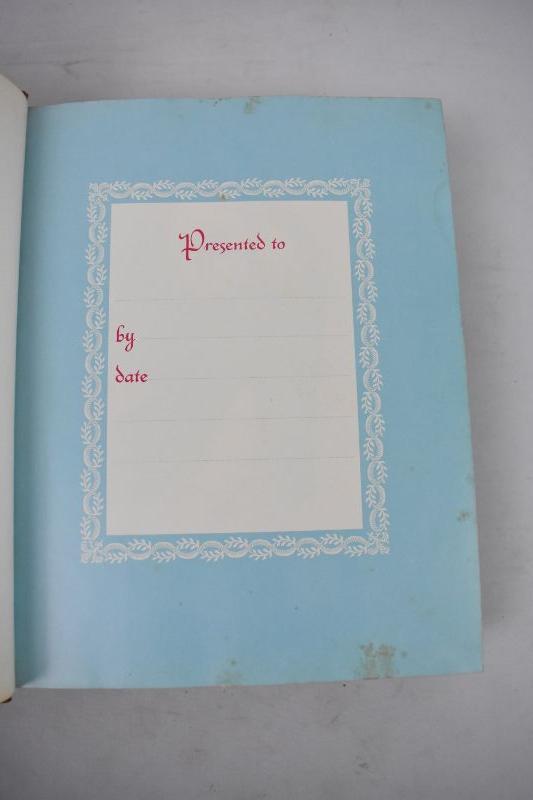 Presented to
by
date